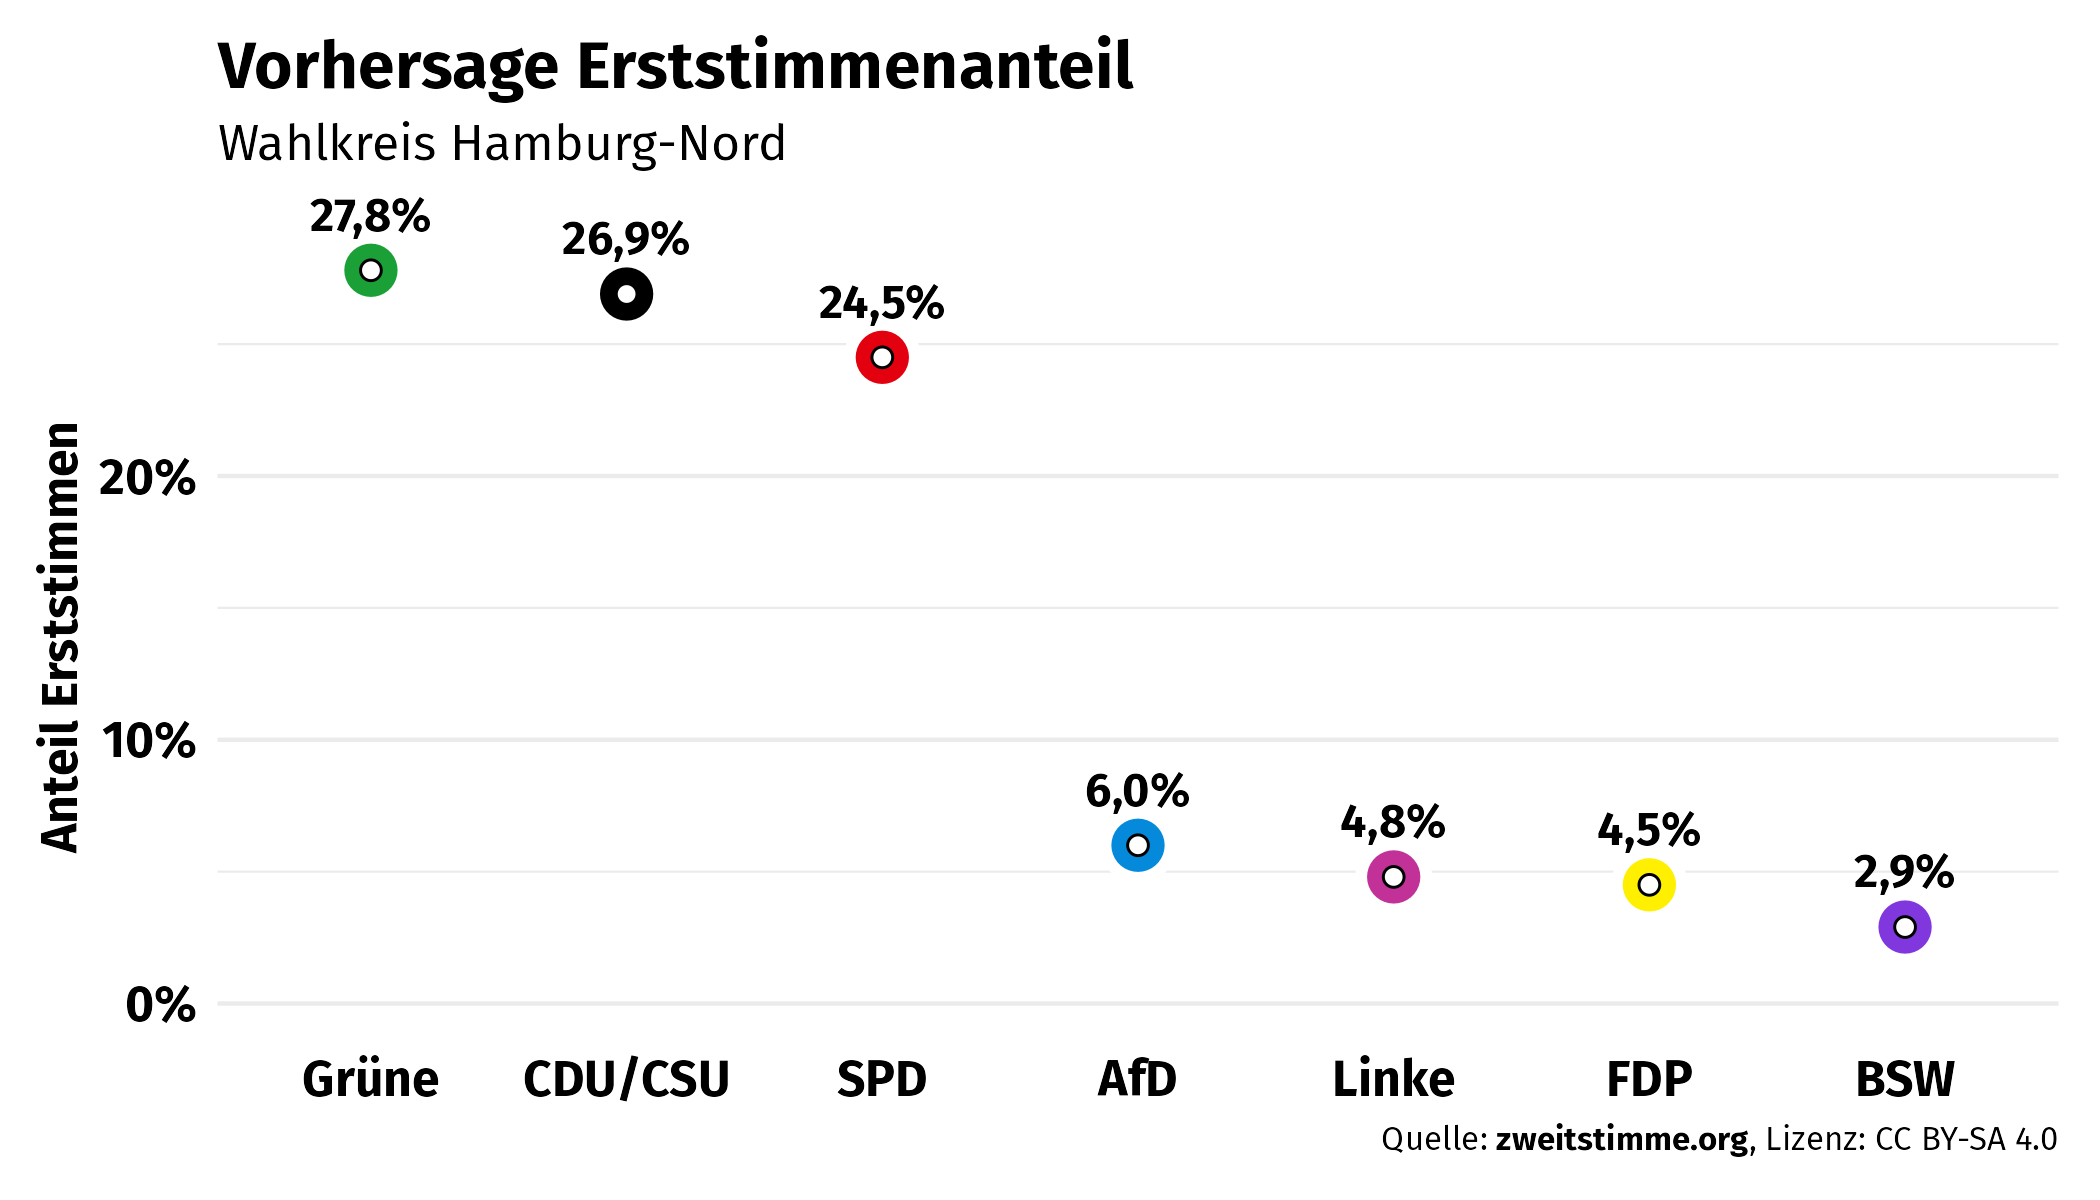 Vorhersage Erststimmenanteil
Wahlkreis Hamburg-Nord
27,8%
26,9%
24,5%
6,0%
4,8%
4,5%
2,9%
Anteil Erststimmen
20%
10%
0%
Grüne CDU/CSU SPD AfD Linke FDP BSW
Quelle: zweitstimme.org, Lizenz: CC BY-SA 4.0